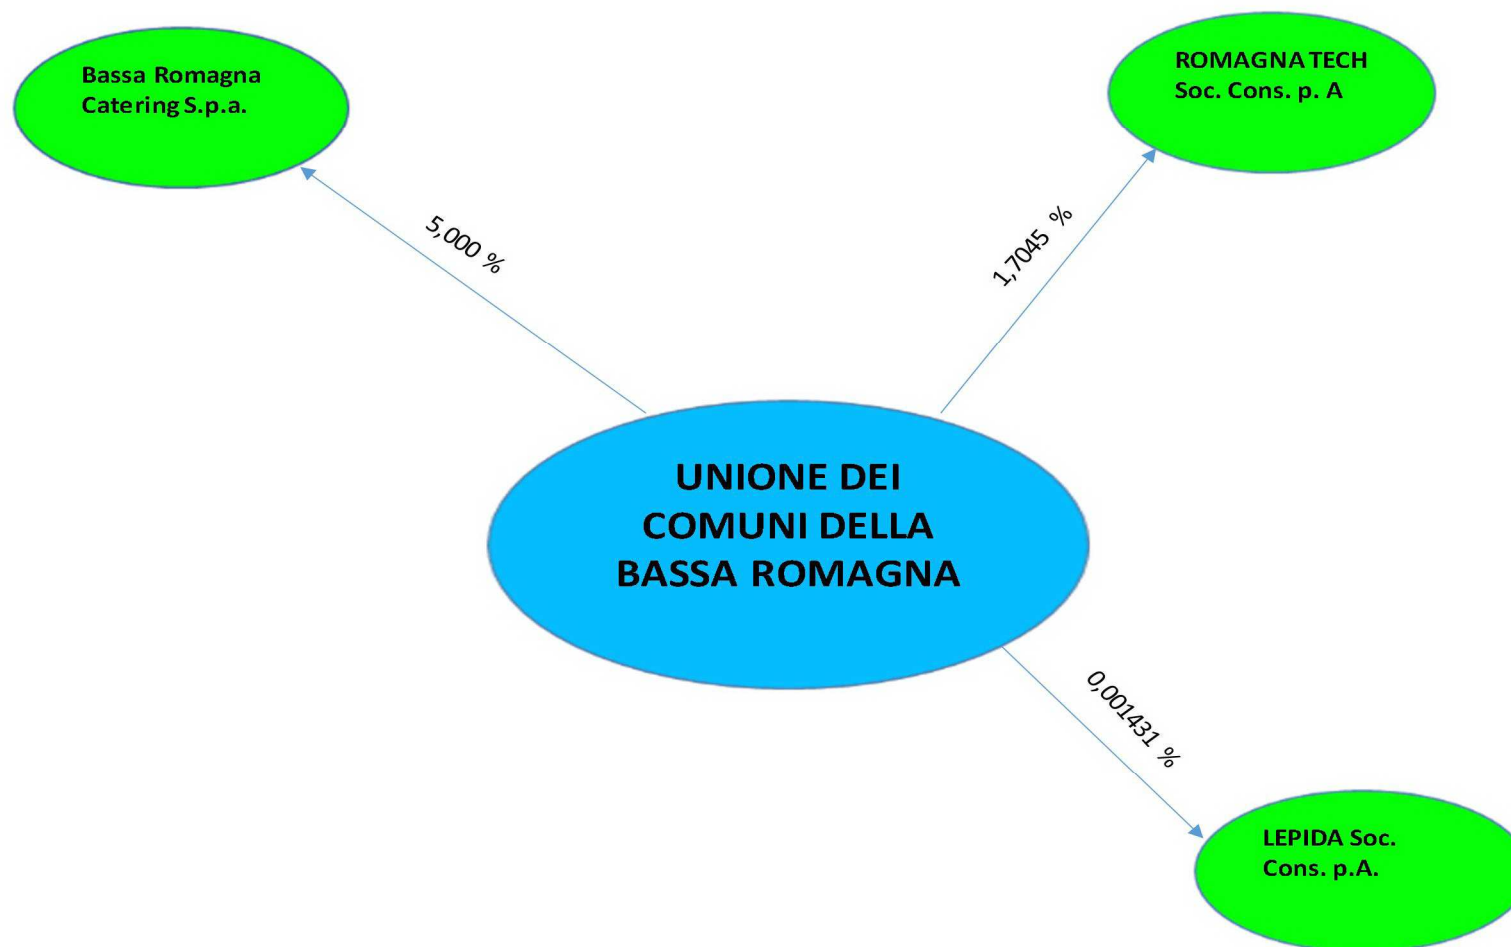 Bassa Romagna
Catering S.p.a.
ROMAGNA TECH
Soc. Cons. p. A
5,000 %
1,7045 %
UNIONE DEI
COMUNI DELLA
BASSA ROMAGNA
0,001431 %
LEPIDA Soc.
Cons. p.A.